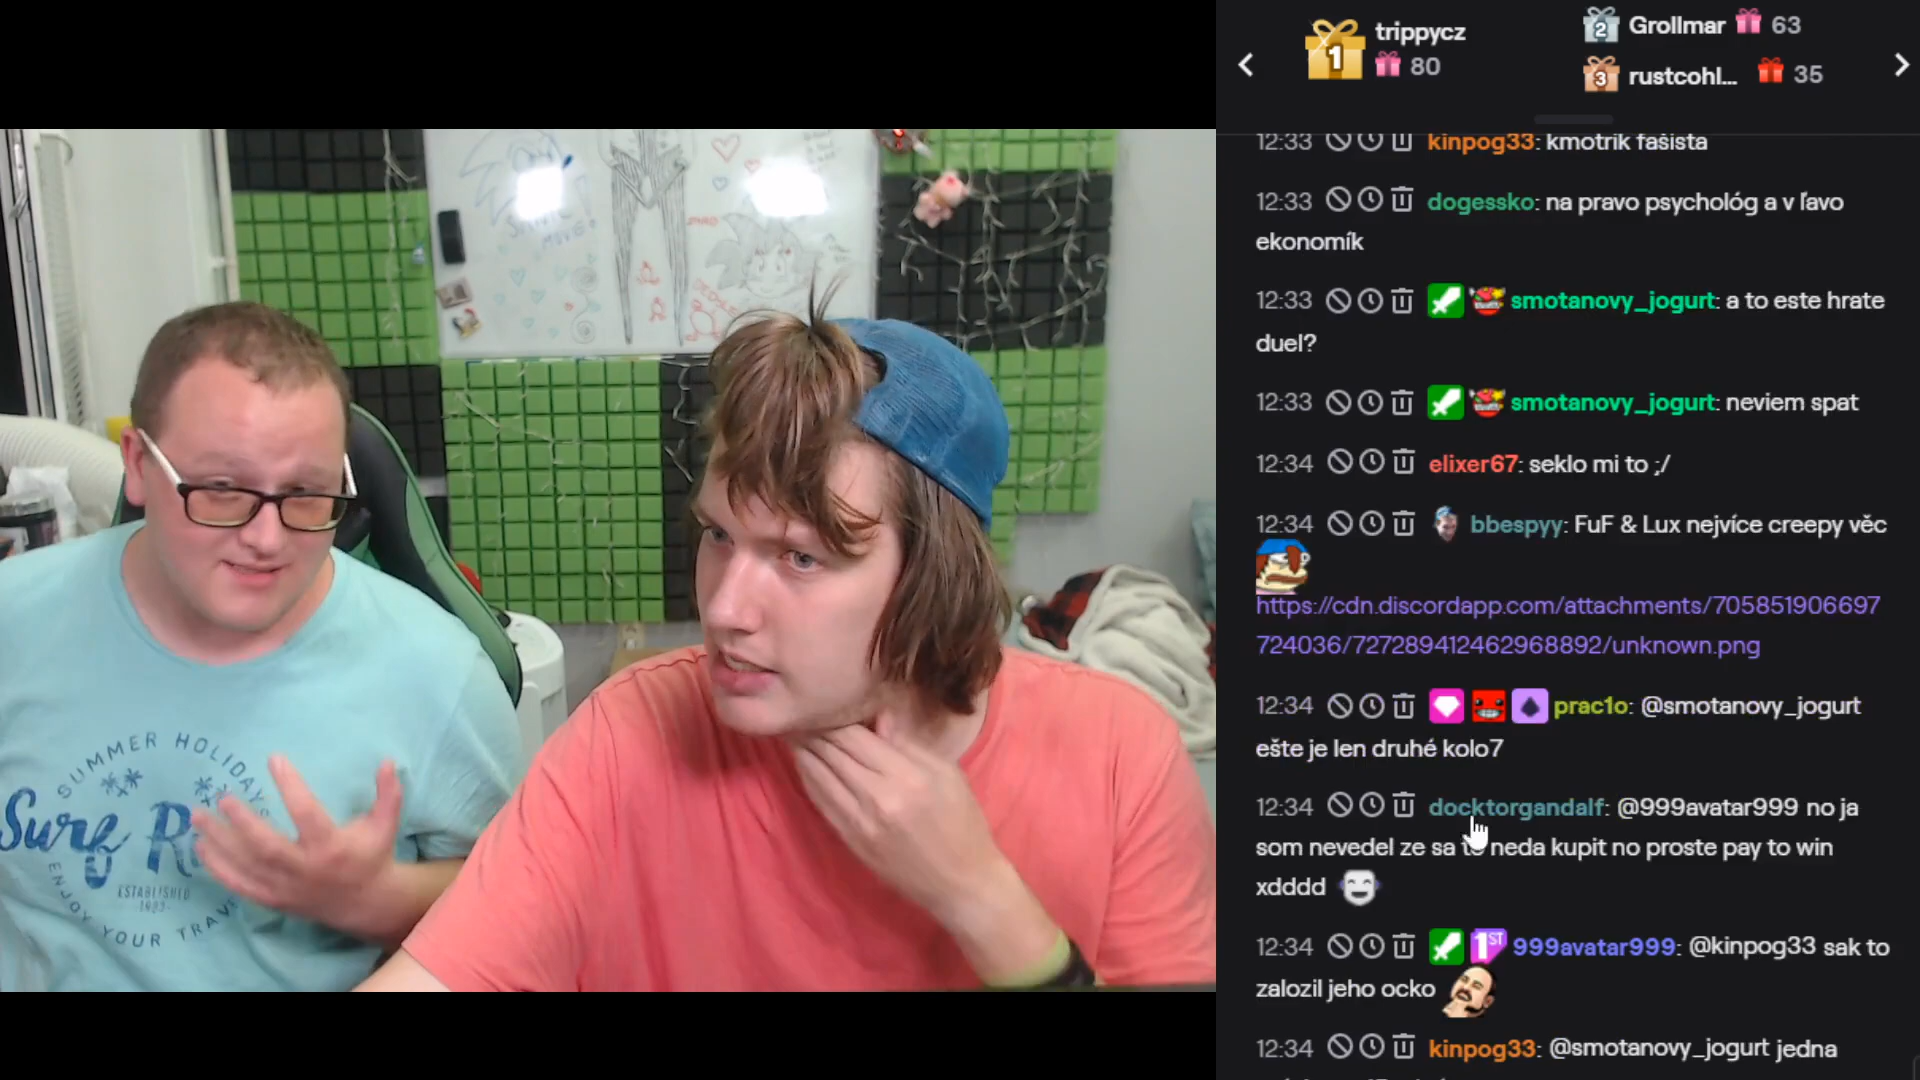 SUMMER HOLIDAYS
Surf
ESTABLISHED
ENJOY YOUR TRAV
1 trippycz
80
2 Grollmar 63
3 rustcohl... 35
12:33 kinpog33: kmotrik fašista
12:33 dogessko: na pravo psychológ a v ľavo
ekonomík
12:33 smotanovy_jogurt: a to este hrate
duel?
12:33 smotanovy_jogurt: neviem spat
12:34 elixer67: seklo mi to ;/
12:34 bbespyy: FuF & Lux nejvíce creepy věc
https://cdn.discordapp.com/attachments/705851906697
724036/727289412462968892/unknown.png
12:34 prac1o: @smotanovy_jogurt
ešte je len druhé kolo7
12:34 docktorgandalf: @999avatar999 no ja
som nevedel ze sa to neda kupit no proste pay to win
xdddd
12:34 1ST 999avatar999: @kinpog33 sak to
zalozil jeho ocko
12:34 kinpog33: @smotanovy_jogurt jedna